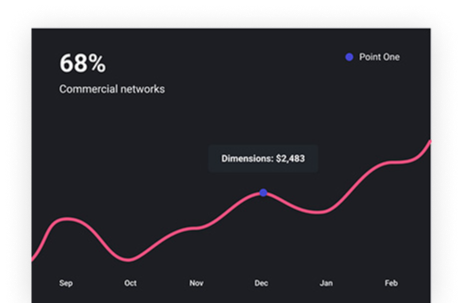 68%
Point One
Commercial networks
Dimensions: $2,483
Sep Oct Nov Dec Jan Feb